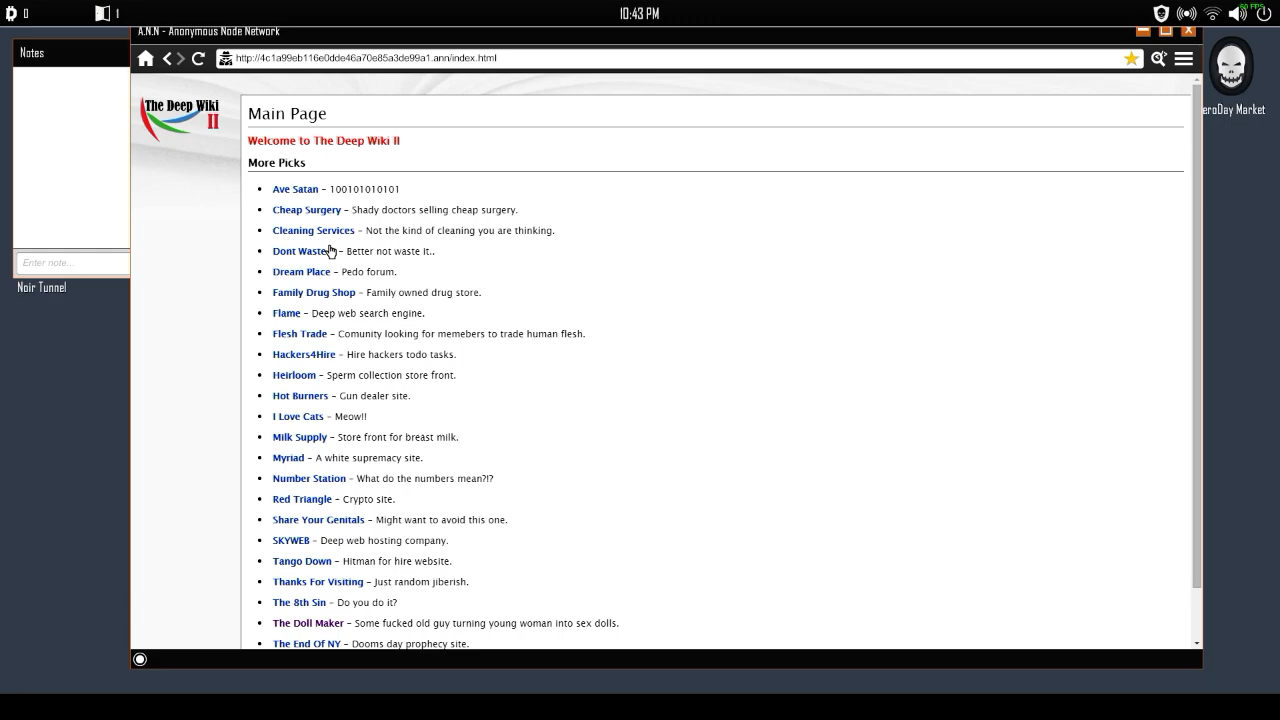 0
1
10:43 PM
60 FPS
A.N.N - Anonymous Node Network
Notes
http://4c1a99eb116e0dde46a70e85a3de99a1.ann/index.html
The Deep Wiki
II
Main Page
Welcome to The Deep Wiki II
More Picks
Ave Satan - 100101010101
Cheap Surgery - Shady doctors selling cheap surgery.
Cleaning Services - Not the kind of cleaning you are thinking.
Dont Waste - Better not waste it..
Dream Place - Pedo forum.
Family Drug Shop - Family owned drug store.
Flame - Deep web search engine.
Flesh Trade - Comunity looking for memebers to trade human flesh.
Hackers4Hire - Hire hackers todo tasks.
Heirloom - Sperm collection store front.
Hot Burners - Gun dealer site.
I Love Cats - Meow!!
Milk Supply - Store front for breast milk.
Myriad - A white supremacy site.
Number Station - What do the numbers mean?!?
Red Triangle - Crypto site.
Share Your Genitals - Might want to avoid this one.
SKYWEB - Deep web hosting company.
Tango Down - Hitman for hire website.
Thanks For Visiting - Just random jiberish.
The 8th Sin - Do you do it?
The Doll Maker - Some fucked old guy turning young woman into sex dolls.
The End Of NY - Dooms day prophecy site.
Enter note...
Noir Tunnel
eroDay Market